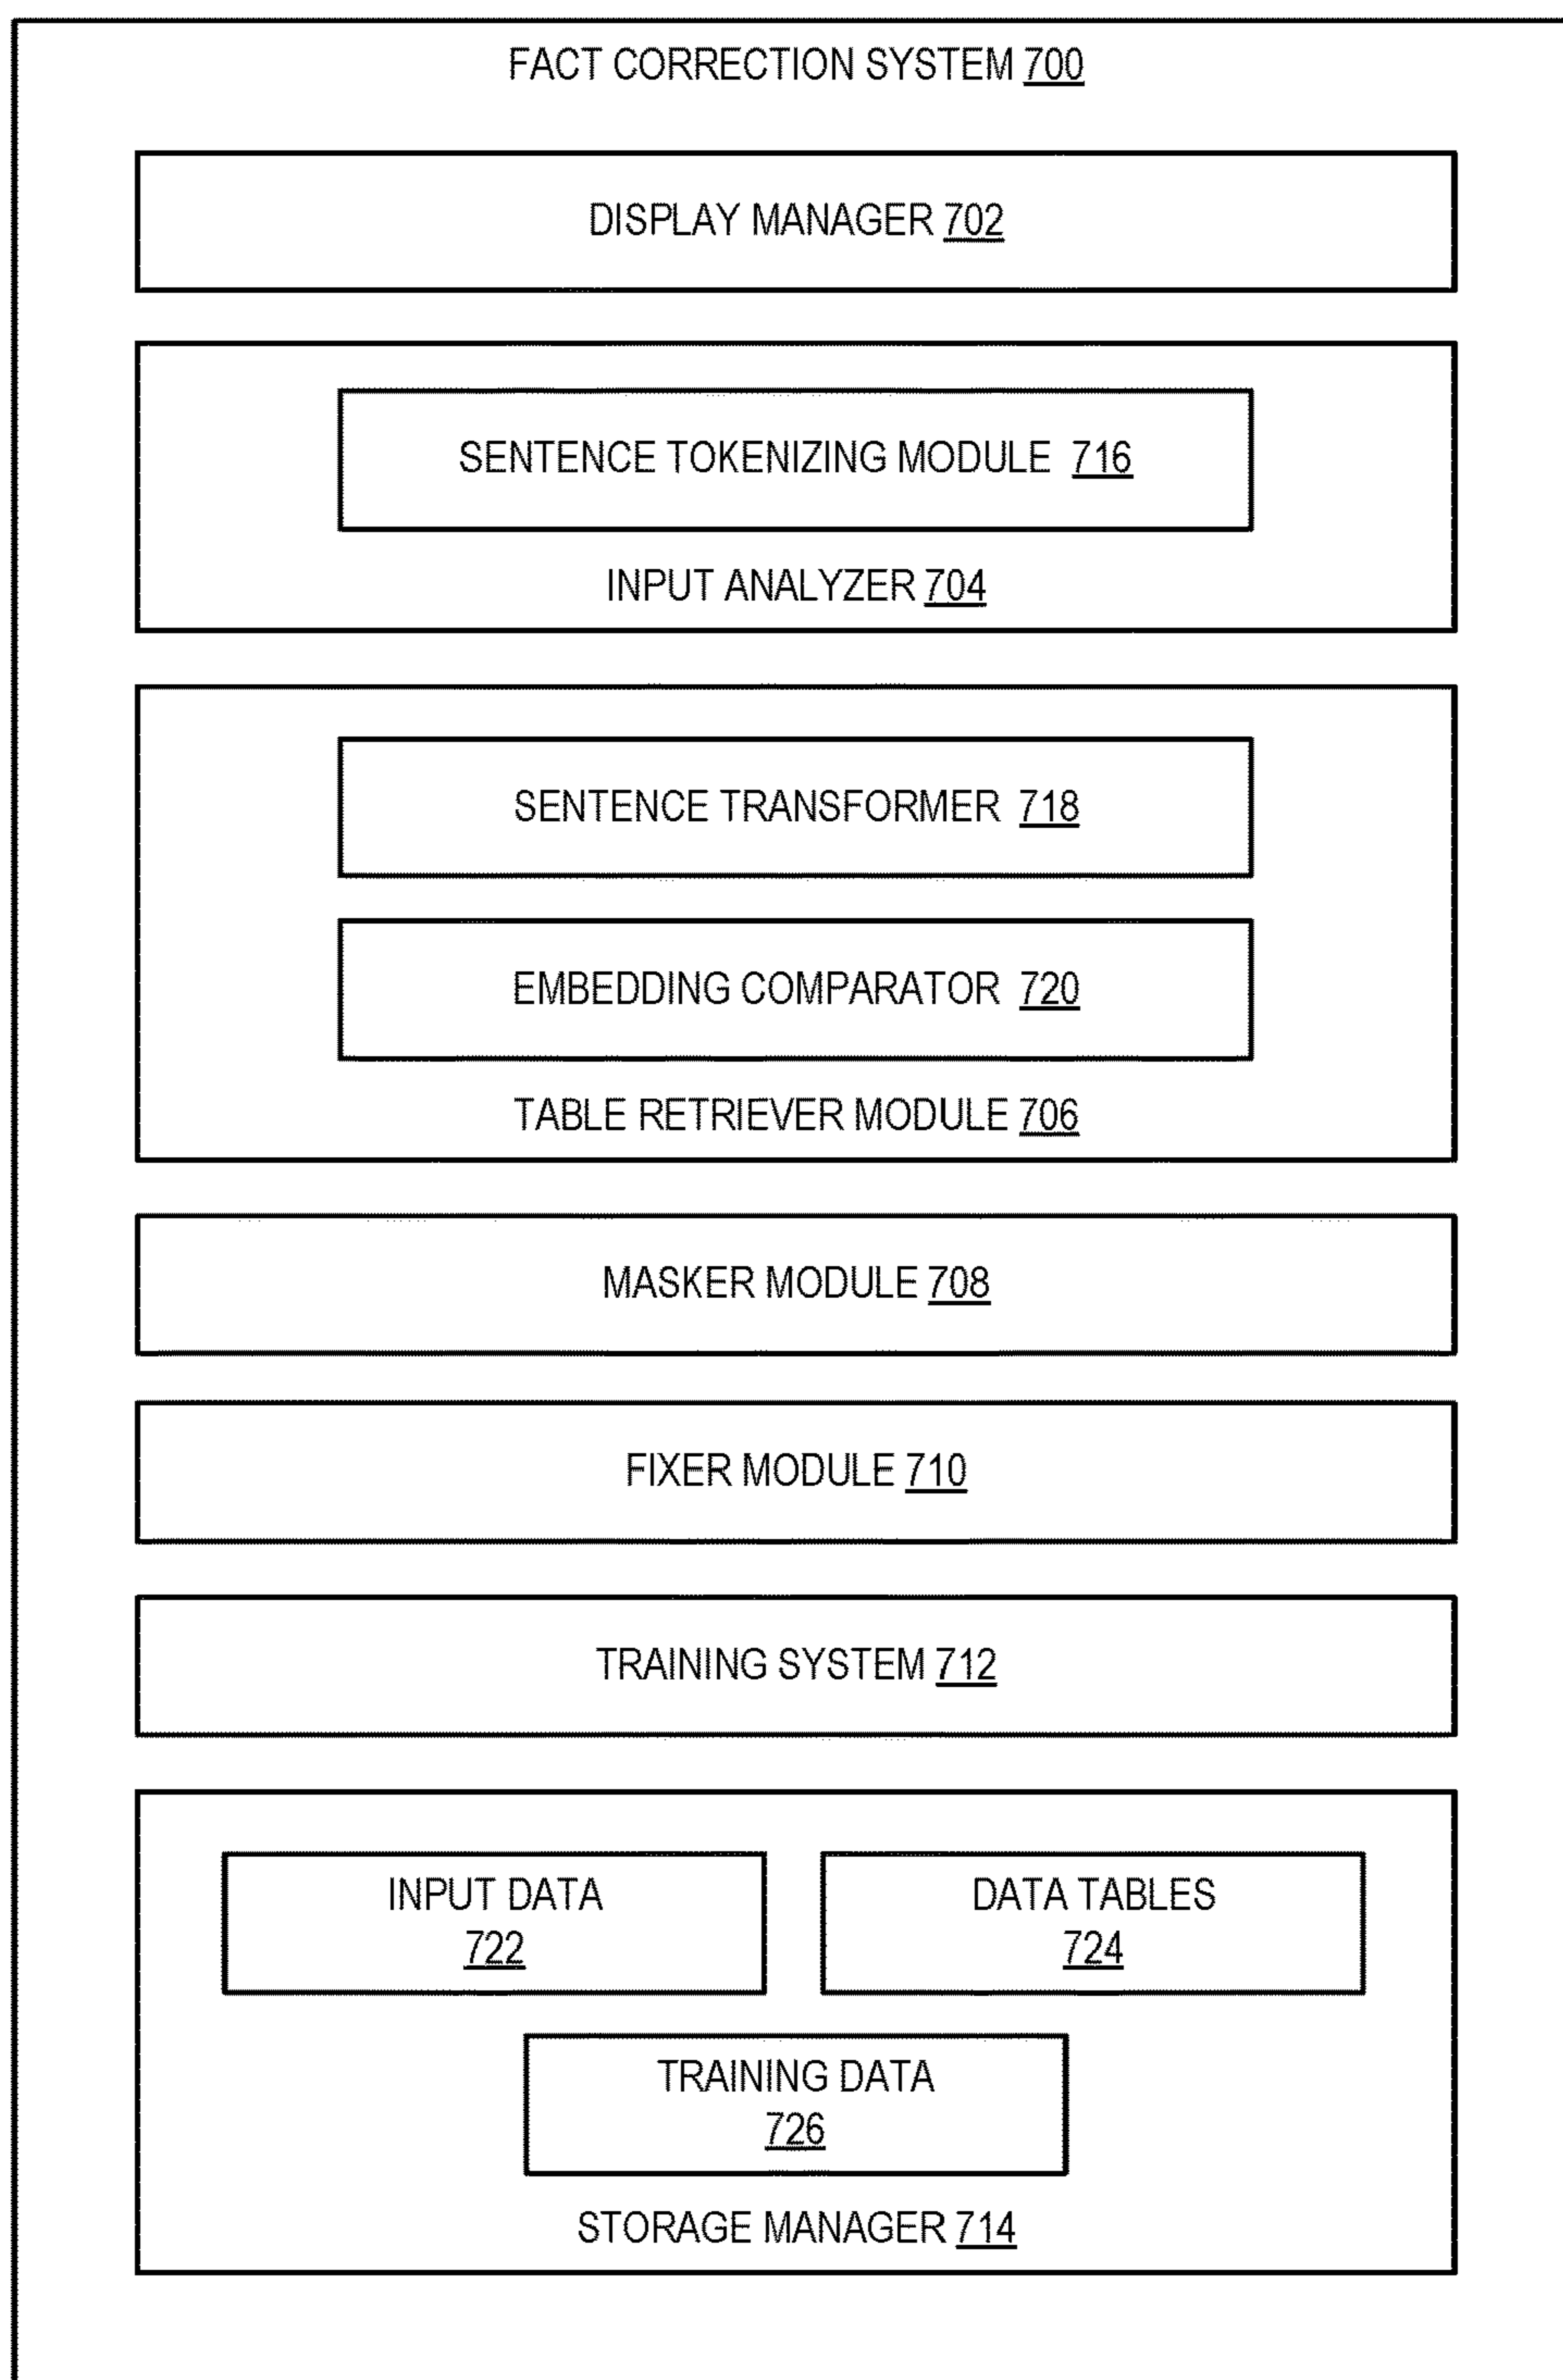 FACT CORRECTION SYSTEM 700
DISPLAY MANAGER 702
SENTENCE TOKENIZING MODULE 716
INPUT ANALYZER 704
SENTENCE TRANSFORMER 718
EMBEDDING COMPARATOR 720
TABLE RETRIEVER MODULE 706
MASKER MODULE 708
FIXER MODULE 710
TRAINING SYSTEM 712
INPUT DATA
722
DATA TABLES
724
TRAINING DATA
726
STORAGE MANAGER 714